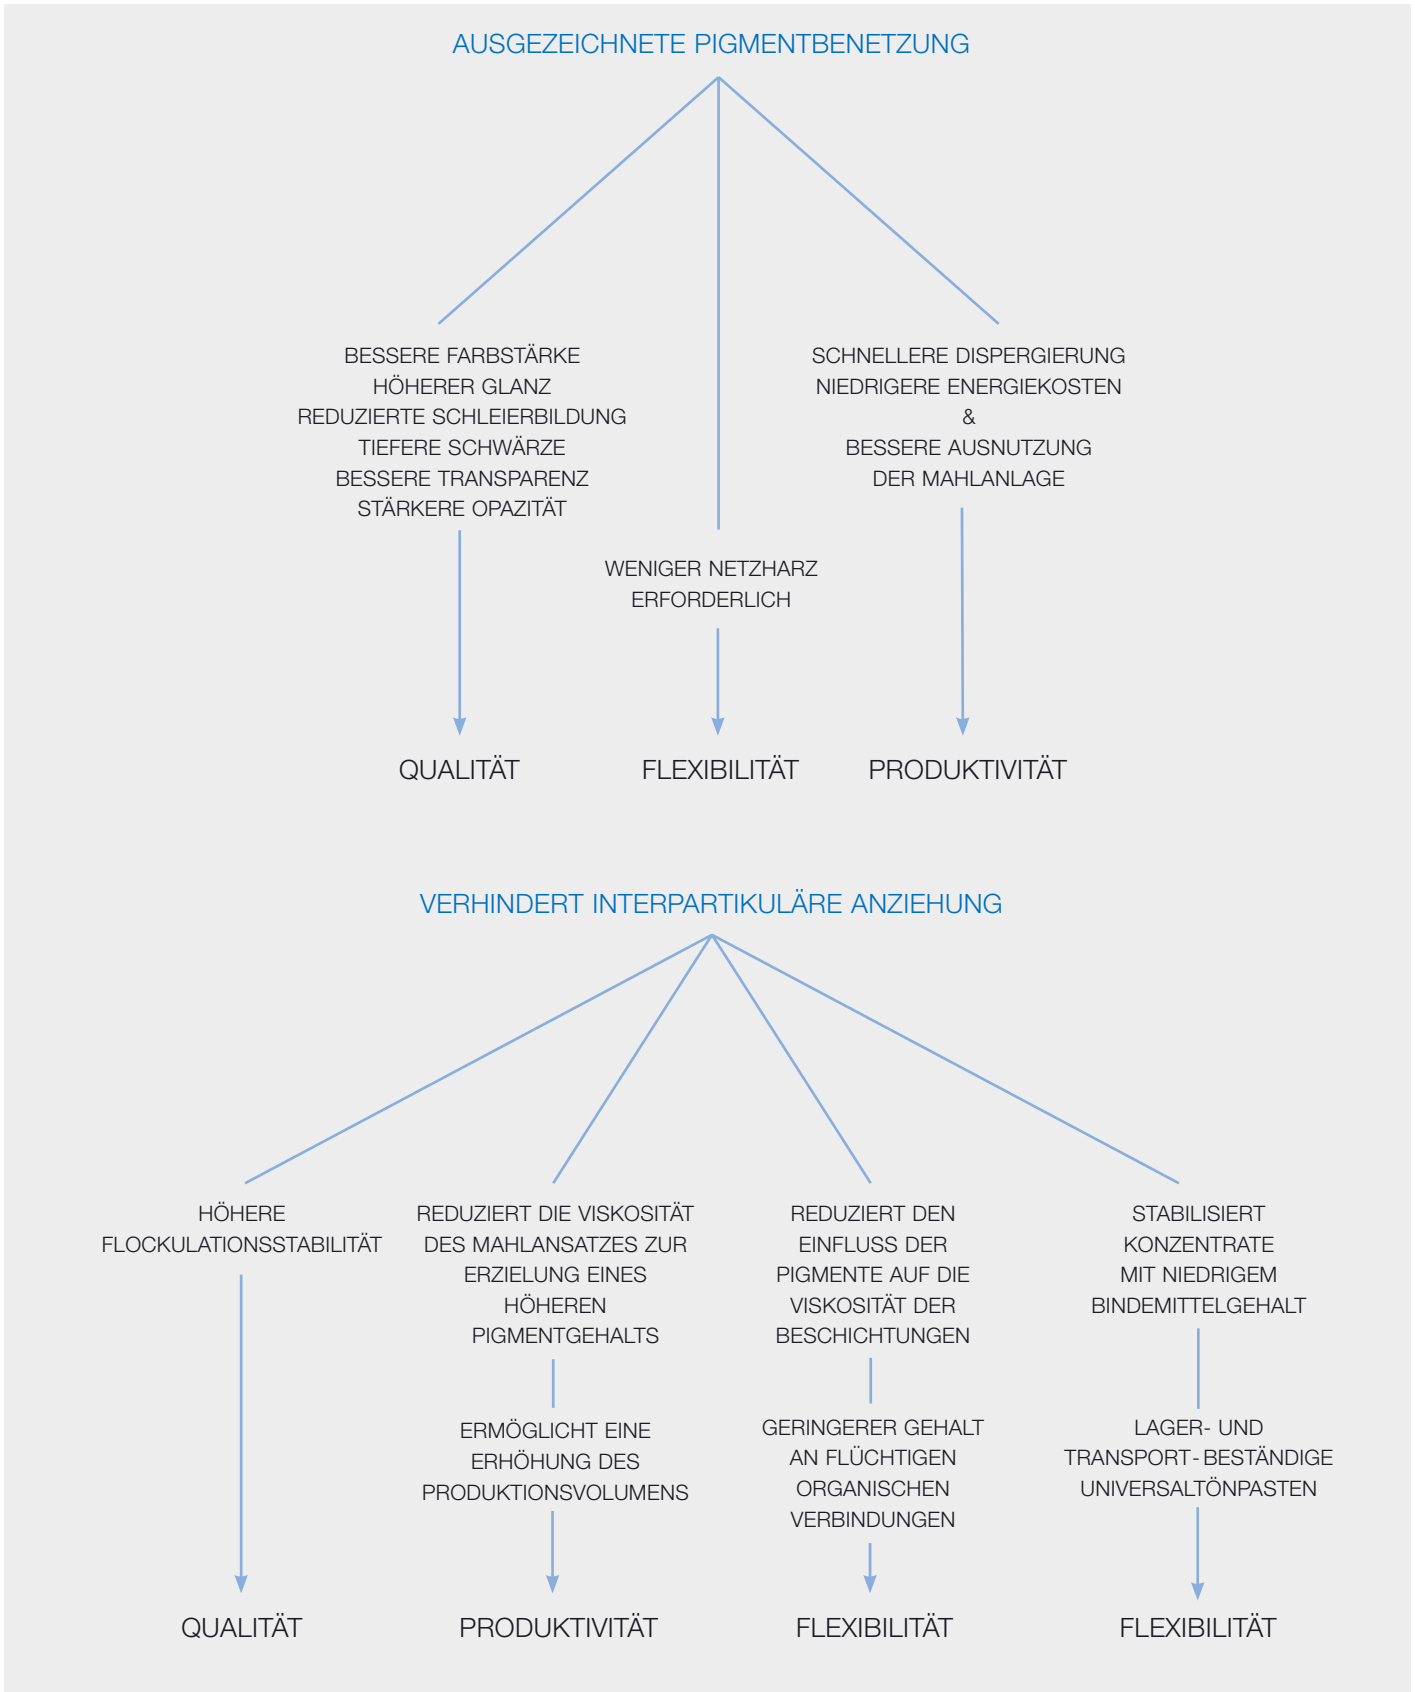 AUSGEZEICHNETE PIGMENTBENETZUNG
BESSERE FARBSTÄRKE
HÖHERER GLANZ
REDUZIERTE SCHLEIERBILDUNG
TIEFERE SCHWÄRZE
BESSERE TRANSPARENZ
STÄRKERE OPAZITÄT
WENIGER NETZHARZ
ERFORDERLICH
SCHNELLERE DISPERGIERUNG
NIEDRIGERE ENERGIEKOSTEN
&
BESSERE AUSNUTZUNG
DER MAHLANLAGE
QUALITÄT
FLEXIBILITÄT
PRODUKTIVITÄT
VERHINDERT INTERPARTIKULÄRE ANZIEHUNG
HÖHERE
FLOCKULATIONSSTABILITÄT
REDUZIERT DIE VISKOSITÄT
DES MAHLANSATZES ZUR
ERZIELUNG EINES
HÖHEREN
PIGMENTGEHALTS
ERMÖGLICHT EINE
ERHÖHUNG DES
PRODUKTIONSVOLUMENS
REDUZIERT DEN
EINFLUSS DER
PIGMENTE AUF DIE
VISKOSITÄT DER
BESCHICHTUNGEN
GERINGERER GEHALT
AN FLÜCHTIGEN
ORGANISCHEN
VERBINDUNGEN
STABILISIERT
KONZENTRATE
MIT NIEDRIGEM
BINDEMITTELGEHALT
LAGER- UND
TRANSPORT-BESTÄNDIGE
UNIVERSALTÖNPASTEN
QUALITÄT
PRODUKTIVITÄT
FLEXIBILITÄT
FLEXIBILITÄT